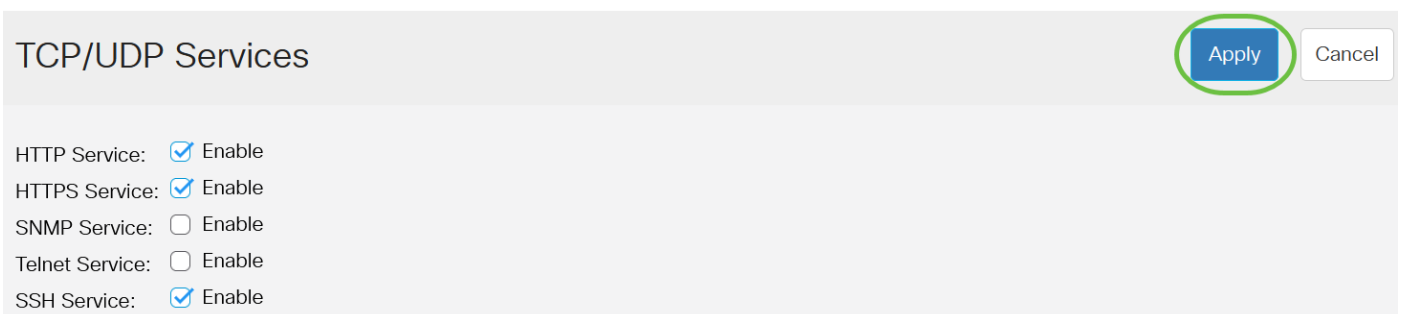 TCP/UDP Services Apply Cancel
HTTP Service: Enable
HTTPS Service: Enable
SNMP Service: Enable
Telnet Service: Enable
SSH Service: Enable